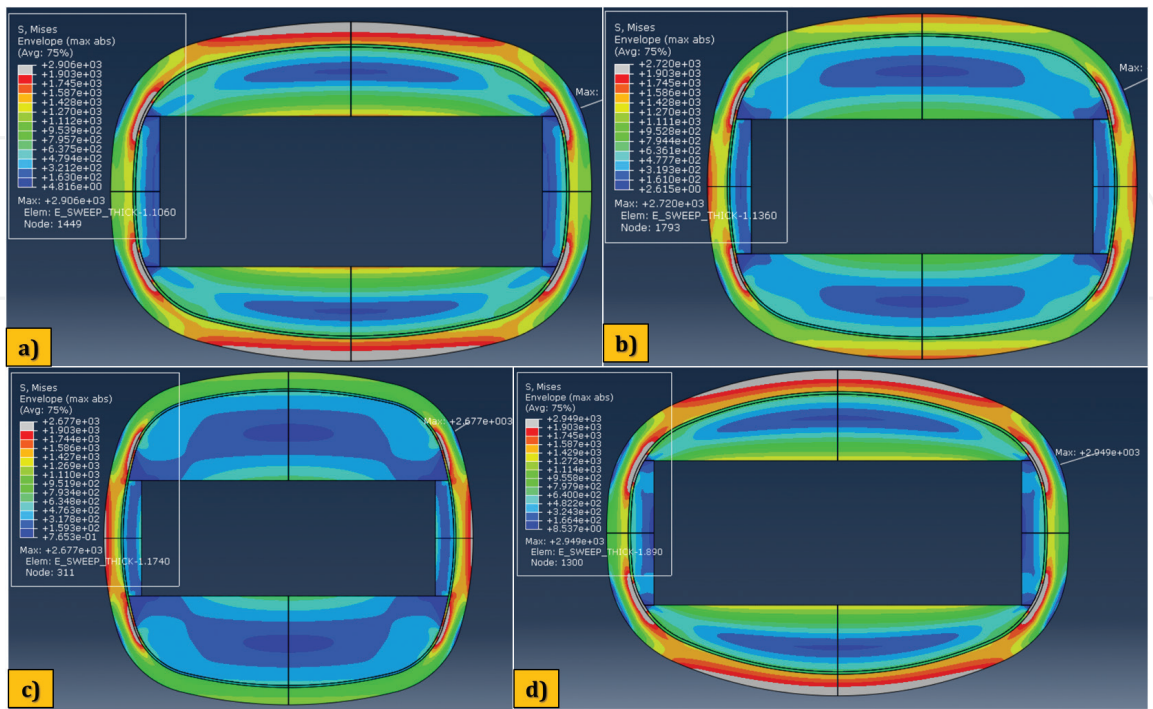 S, Mises
Envelope (max abs)
(Avg: 75%)
+2.906e+03
+1.903e+03
+1.745e+03
+1.587e+03
+1.428e+03
+1.270e+03
+1.112e+03
+9.539e+02
+7.957e+02
+6.375e+02
+4.794e+02
+3.212e+02
+1.630e+02
+4.816e+00
Max: +2.906e+03
Elem: E_SWEEP_THICK-1.1060
Node: 1449
Max:
a)
S, Mises
Envelope (max abs)
(Avg: 75%)
+2.720e+03
+1.903e+03
+1.745e+03
+1.586e+03
+1.428e+03
+1.270e+03
+1.111e+03
+9.528e+02
+7.944e+02
+6.361e+02
+4.777e+02
+3.193e+02
+1.610e+02
+2.615e+00
Max: +2.720e+03
Elem: E_SWEEP_THICK-1.1360
Node: 1793
Max:
b)
S, Mises
Envelope (max abs)
(Avg: 75%)
+2.677e+03
+1.903e+03
+1.744e+03
+1.586e+03
+1.427e+03
+1.269e+03
+1.110e+03
+9.519e+02
+7.934e+02
+6.348e+02
+4.763e+02
+3.178e+02
+1.593e+02
+7.653e-01
Max: +2.677e+03
Elem: E_SWEEP_THICK-1.1740
Node: 311
Max: +2.677e+003
c)
S, Mises
Envelope (max abs)
(Avg: 75%)
+2.949e+03
+1.903e+03
+1.745e+03
+1.587e+03
+1.429e+03
+1.272e+03
+1.114e+03
+9.558e+02
+7.979e+02
+6.400e+02
+4.822e+02
+3.243e+02
+1.664e+02
+8.537e+00
Max: +2.949e+03
Elem: E_SWEEP_THICK-1.890
Node: 1300
Max: +2.949e+003
d)